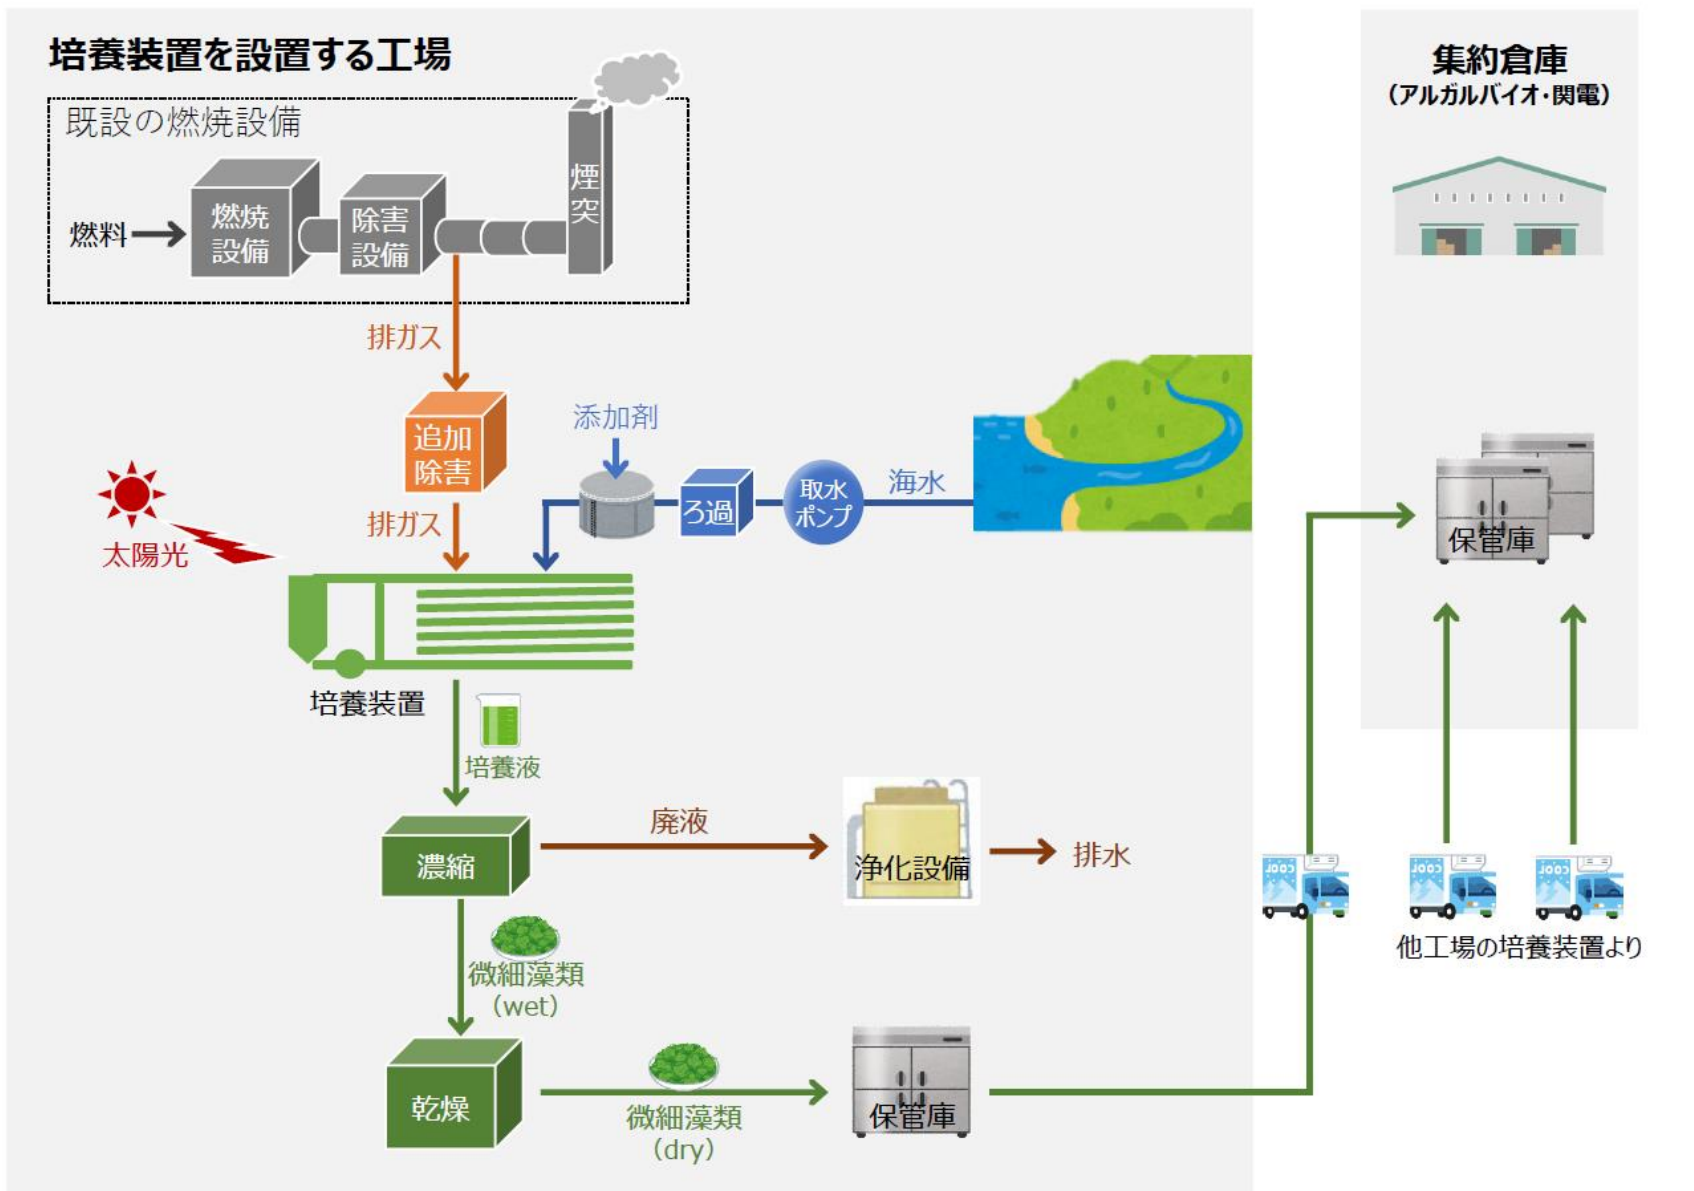 培養装置を設置する工場
既設の燃焼設備
燃料
燃焼
設備
除害
設備
煙
突
排ガス
追加
除害
排ガス
太陽光
添加剤
ろ過
取水
ポンプ
海水
培養装置
培養液
濃縮
廃液
浄化設備
排水
微細藻類
(wet)
乾燥
微細藻類
(dry)
保管庫
集約倉庫
(アルガルバイオ・関電)
保管庫
COOL
COOL
COOL
他工場の培養装置より